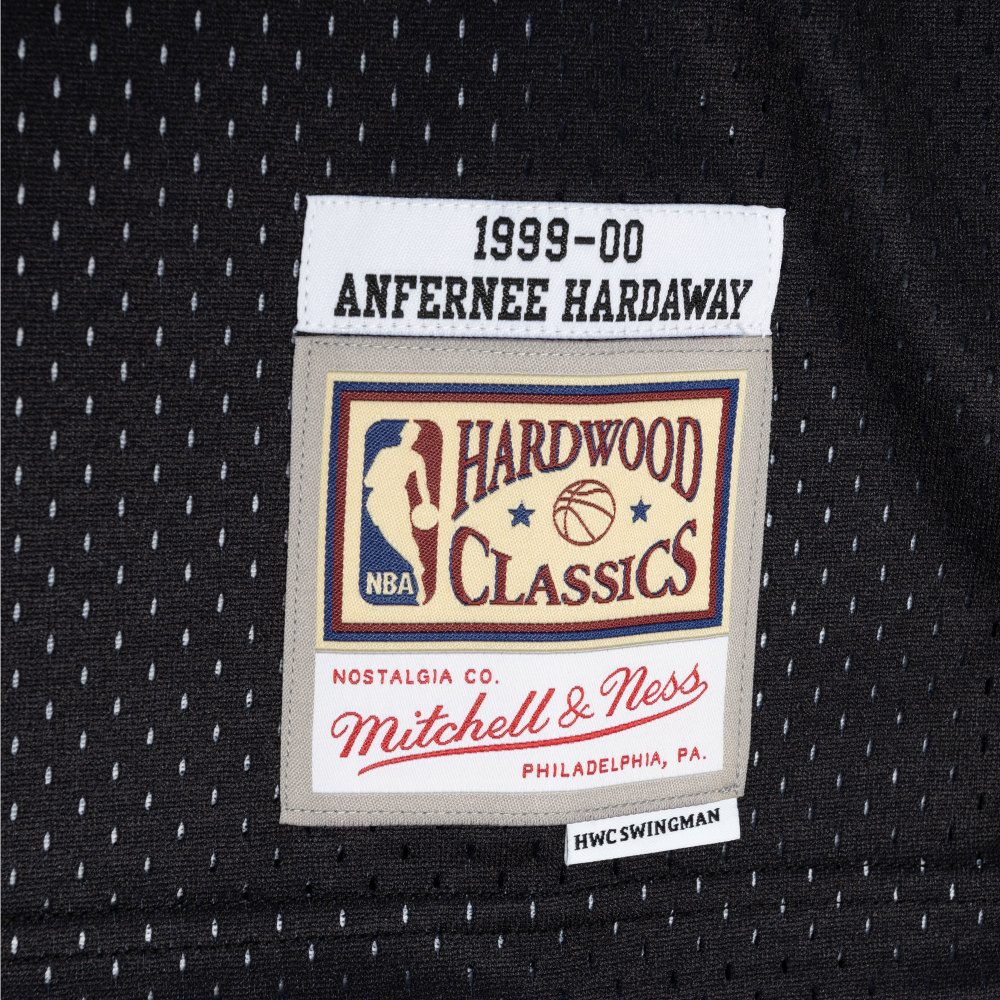 1999-00
ANFERNEE HARDAWAY
HARDWOOD
CLASSICS
NBA
NOSTALGIA CO.
Mitchell & Ness
PHILADELPHIA, PA.
HWC SWINGMAN